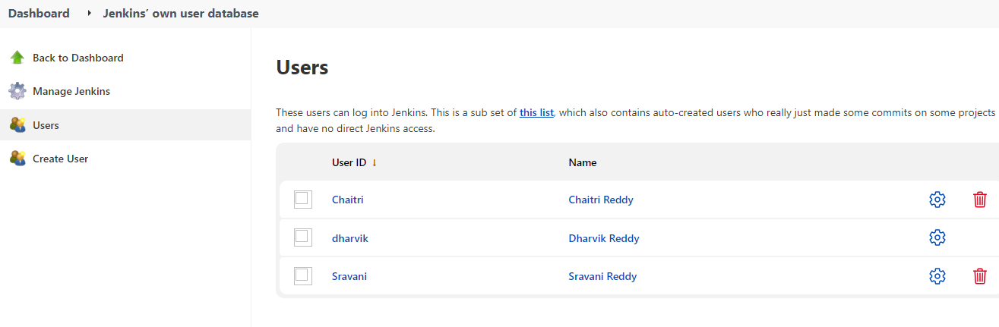 Dashboard Jenkins’ own user database
Back to Dashboard
Manage Jenkins
Users
Create User
Users
These users can log into Jenkins. This is a sub set of this list, which also contains auto-created users who really just made some commits on some projects
and have no direct Jenkins access.
User ID ↓ Name
Chaitri Chaitri Reddy
dharvik Dharvik Reddy
Sravani Sravani Reddy